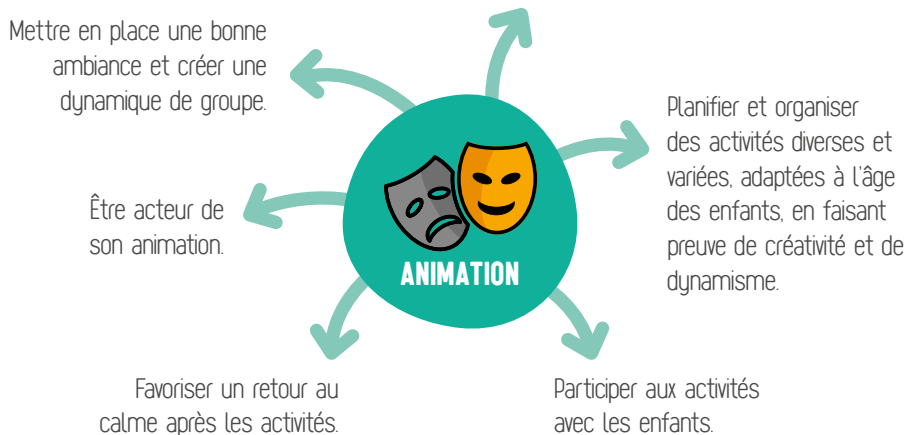 Mettre en place une bonne
ambiance et créer une
dynamique de groupe.
Planifier et organiser
des activités diverses et
variées, adaptées à l'âge
des enfants, en faisant
preuve de créativité et de
dynamisme.
Être acteur de
son animation.
ANIMATION
Favoriser un retour au
calme après les activités.
Participer aux activités
avec les enfants.